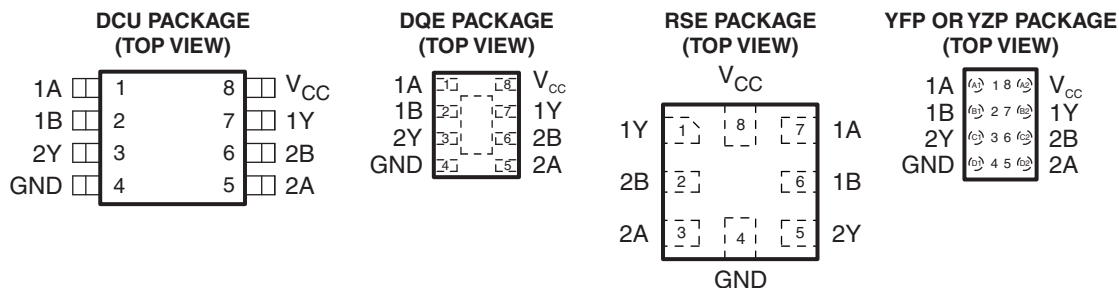 DCU PACKAGE
(TOP VIEW)
1A 1 8 VCC
1B 2 7 1Y
2Y 3 6 2B
GND 4 5 2A
DQE PACKAGE
(TOP VIEW)
1A 1 8 VCC
1B 2 7 1Y
2Y 3 6 2B
GND 4 5 2A
RSE PACKAGE
(TOP VIEW)
VCC
1Y 1 8 7 1A
2B 2 6 1B
2A 3 4 5 2Y
GND
YFP OR YZP PACKAGE
(TOP VIEW)
1A A1 1 8 A2 VCC
1B B1 2 7 B2 1Y
2Y C1 3 6 C2 2B
GND D1 4 5 D2 2A